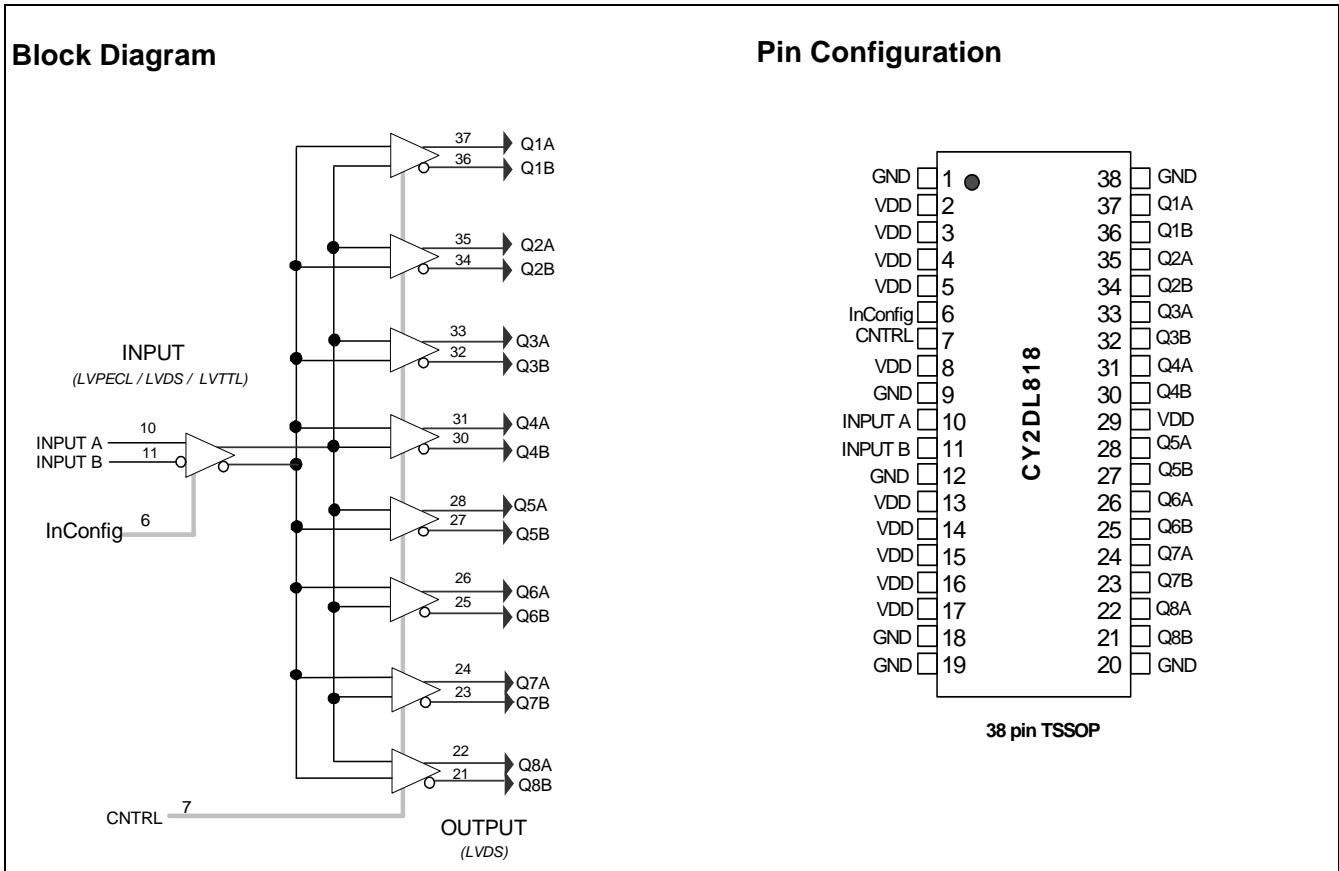 Block Diagram
37
Q1A
36
Q1B
35
Q2A
34
Q2B
33
Q3A
32
Q3B
INPUT
(LVPECL / LVDS / LVTTL)
31
Q4A
30
Q4B
INPUT A
10
INPUT B
11
28
Q5A
27
Q5B
InConfig
6
26
Q6A
25
Q6B
24
Q7A
23
Q7B
22
Q8A
21
Q8B
CNTRL
7
OUTPUT
(LVDS)
Pin Configuration
GND 1 38 GND
VDD 2 37 Q1A
VDD 3 36 Q1B
VDD 4 35 Q2A
VDD 5 34 Q2B
InConfig 6 33 Q3A
CNTRL 7 32 Q3B
VDD 8 31 Q4A
GND 9 30 Q4B
INPUT A 10 29 VDD
INPUT B 11 28 Q5A
GND 12 27 Q5B
VDD 13 26 Q6A
VDD 14 25 Q6B
VDD 15 24 Q7A
VDD 16 23 Q7B
VDD 17 22 Q8A
GND 18 21 Q8B
GND 19 20 GND
CY2DL818
38 pin TSSOP